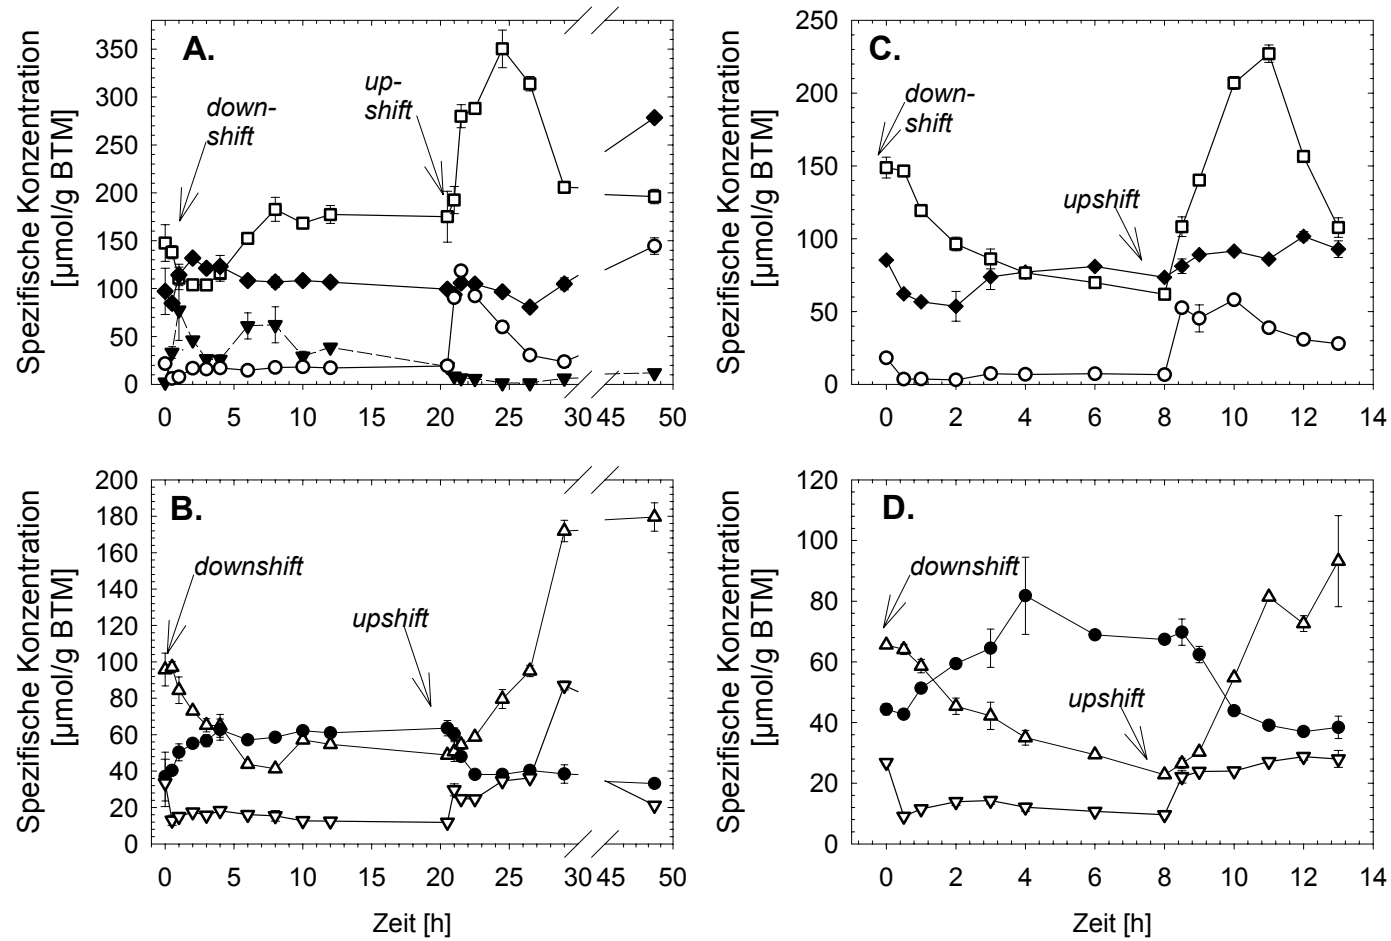 A.
Spezifische Konzentration
[µmol/g BTM]
350
300
250
200
150
100
50
0
down-
shift
up-
shift
0 5 10 15 20 25 30 45 50
C.
Spezifische Konzentration
[µmol/g BTM]
250
200
150
100
50
0
down-
shift
upshift
0 2 4 6 8 10 12 14
B.
Spezifische Konzentration
[µmol/g BTM]
200
180
160
140
120
100
80
60
40
20
0
downshift
upshift
0 5 10 15 20 25 30 45 50
Zeit [h]
D.
Spezifische Konzentration
[µmol/g BTM]
120
100
80
60
40
20
0
downshift
upshift
0 2 4 6 8 10 12 14
Zeit [h]